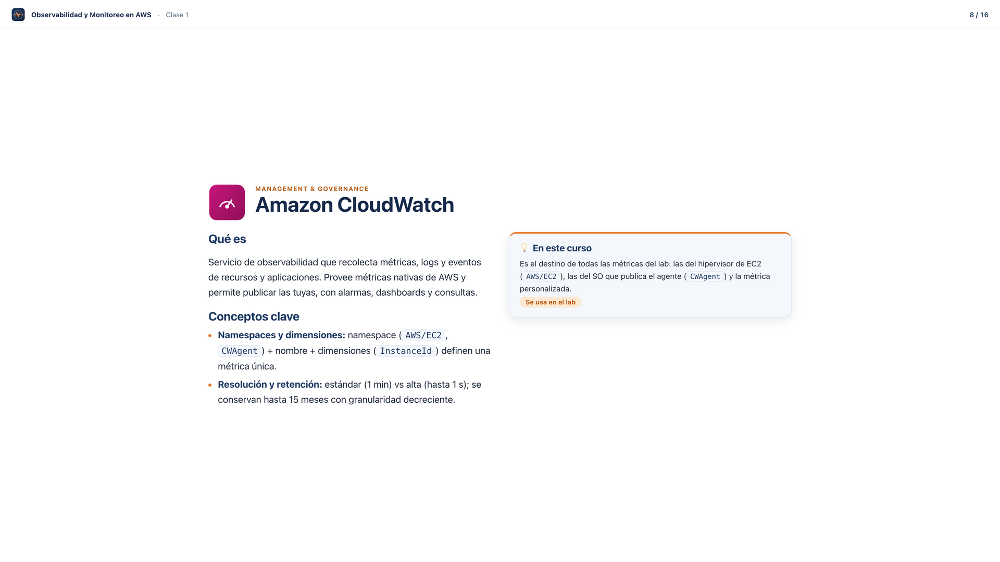 Observabilidad y Monitoreo en AWS · Clase 1
8 / 16
MANAGEMENT & GOVERNANCE
Amazon CloudWatch
Qué es
Servicio de observabilidad que recolecta métricas, logs y eventos
de recursos y aplicaciones. Provee métricas nativas de AWS y
permite publicar las tuyas, con alarmas, dashboards y consultas.
Conceptos clave
• Namespaces y dimensiones: namespace ( AWS/EC2 ,
CWAgent ) + nombre + dimensiones ( InstanceId ) definen una
métrica única.
• Resolución y retención: estándar (1 min) vs alta (hasta 1 s); se
conservan hasta 15 meses con granularidad decreciente.
💡 En este curso
Es el destino de todas las métricas del lab: las del hipervisor de EC2
( AWS/EC2 ), las del SO que publica el agente ( CWAgent ) y la métrica
personalizada.
Se usa en el lab